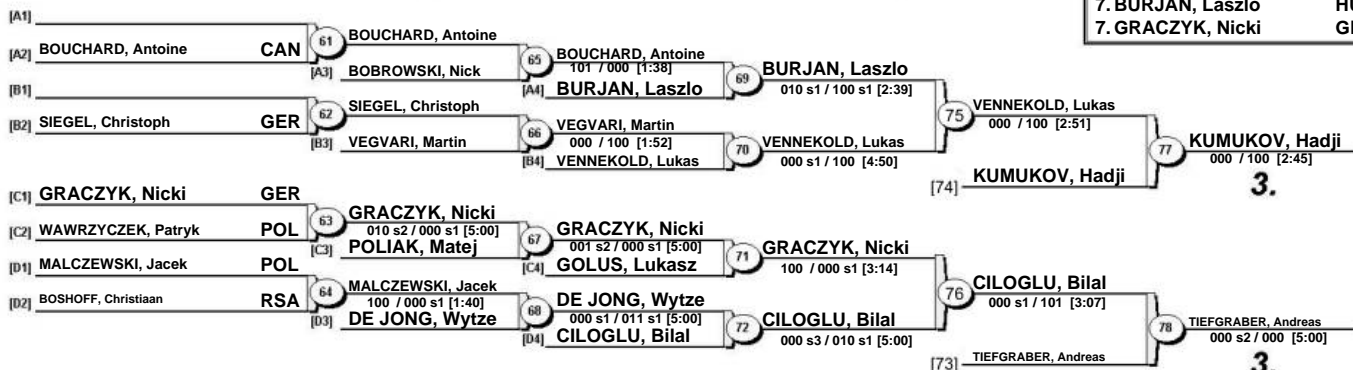 7. BURJAN, Laszlo
7. GRACZYK, Nicki
[A1]
[A2] BOUCHARD, Antoine CAN
61 BOUCHARD, Antoine
[A3] BOBROWSKI, Nick
65 BOUCHARD, Antoine
101 / 000 [1:38]
[A4] BURJAN, Laszlo
69 BURJAN, Laszlo
010 s1 / 100 s1 [2:39]
[B1]
[B2] SIEGEL, Christoph GER
62 SIEGEL, Christoph
[B3] VEGVARI, Martin
66 VEGVARI, Martin
000 / 100 [1:52]
[B4] VENNEKOLD, Lukas
70 VENNEKOLD, Lukas
000 s1 / 100 [4:50]
75 VENNEKOLD, Lukas
000 / 100 [2:51]
[74] KUMUKOV, Hadji
77 KUMUKOV, Hadji
000 / 100 [2:45]
3.
[C1] GRACZYK, Nicki GER
[C2] WAWRZYCZEK, Patryk POL
63 GRACZYK, Nicki
010 s2 / 000 s1 [5:00]
[C3] POLIAK, Matej
67 GRACZYK, Nicki
001 s2 / 000 s1 [5:00]
[C4] GOLUS, Lukasz
71 GRACZYK, Nicki
100 / 000 s1 [3:14]
[D1] MALCZEWSKI, Jacek POL
[D2] BOSHOFF, Christiaan RSA
64 MALCZEWSKI, Jacek
100 / 000 s1 [1:40]
[D3] DE JONG, Wytze
68 DE JONG, Wytze
000 s1 / 011 s1 [5:00]
[D4] CILOGLU, Bilal
72 CILOGLU, Bilal
000 s3 / 010 s1 [5:00]
76 CILOGLU, Bilal
000 s1 / 101 [3:07]
[73] TIEFGRABER, Andreas
78 TIEFGRABER, Andreas
000 s2 / 000 [5:00]
3.